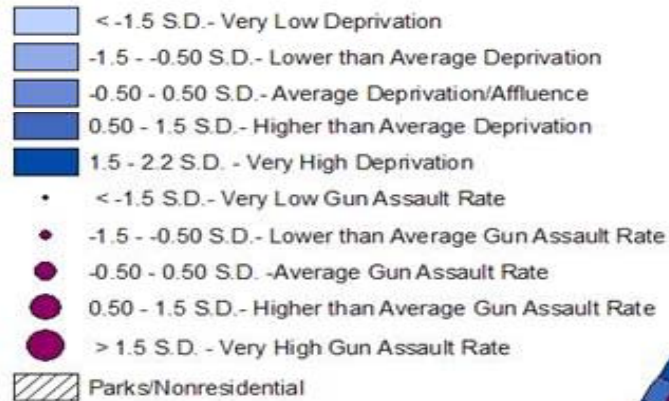 < -1.5 S.D.- Very Low Deprivation
-1.5 - -0.50 S.D.- Lower than Average Deprivation
-0.50 - 0.50 S.D.- Average Deprivation/Affluence
0.50 - 1.5 S.D.- Higher than Average Deprivation
1.5 - 2.2 S.D. - Very High Deprivation
< -1.5 S.D.- Very Low Gun Assault Rate
-1.5 - -0.50 S.D.- Lower than Average Gun Assault Rate
-0.50 - 0.50 S.D. -Average Gun Assault Rate
0.50 - 1.5 S.D.- Higher than Average Gun Assault Rate
> 1.5 S.D. - Very High Gun Assault Rate
Parks/Nonresidential